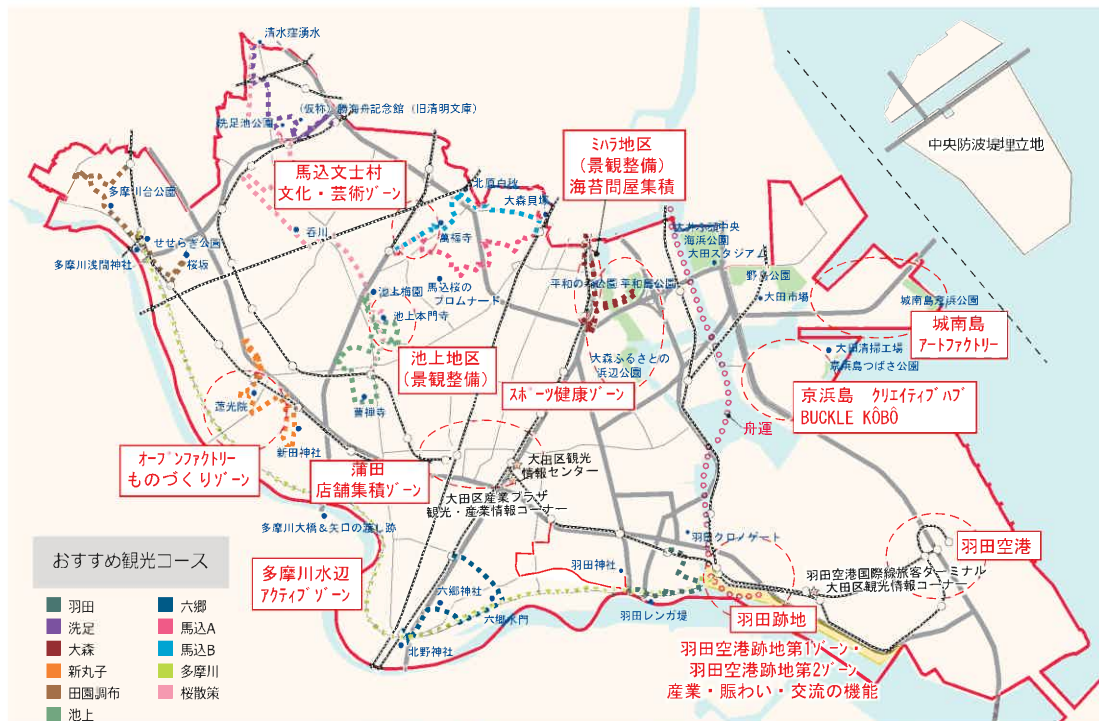 清水窪湧水
(仮称)勝海舟記念館(旧清明文庫)
洗足池公園
中央防波堤埋立地
馬込文士村
文化・芸術ゾーン
ミハラ地区
(景観整備)
海苔問屋集積
北原白秋
大森貝塚
多摩川台公園
せせらぎ公園
多摩川浅間神社
桜坂
呑川
萬福寺
海浜公園
大田スタジアム
野鳥公園
平和の森公園
平和島公園
大田市場
城南島海浜公園
池上梅園
馬込桜の
プロムナード
池上本門寺
城南島
アートファクトリー
大田清掃工場
京浜島つばさ公園
池上地区
(景観整備)
大森ふるさとの
浜辺公園
スポーツ健康ゾーン
京浜島 クリエイティブハブ
BUCKLE KÔBÔ
蓮光院
曹禅寺
舟運
新田神社
オープンファクトリー
ものづくりゾーン
蒲田
店舗集積ゾーン
大田区観光
情報センター
大田区産業プラザ
観光・産業情報コーナー
多摩川大橋&矢口の渡し跡
羽田クロノゲート
羽田空港
おすすめ観光コース
多摩川水辺
アクティブゾーン
羽田神社
羽田空港国際線旅客ターミナル
大田区観光情報コーナー
六郷神社
六郷水門
羽田レンガ堤
羽田跡地
北野神社
羽田空港跡地第1ゾーン・
羽田空港跡地第2ゾーン
産業・賑わい・交流の機能
羽田
洗足
大森
新丸子
田園調布
池上
六郷
馬込A
馬込B
多摩川
桜散策